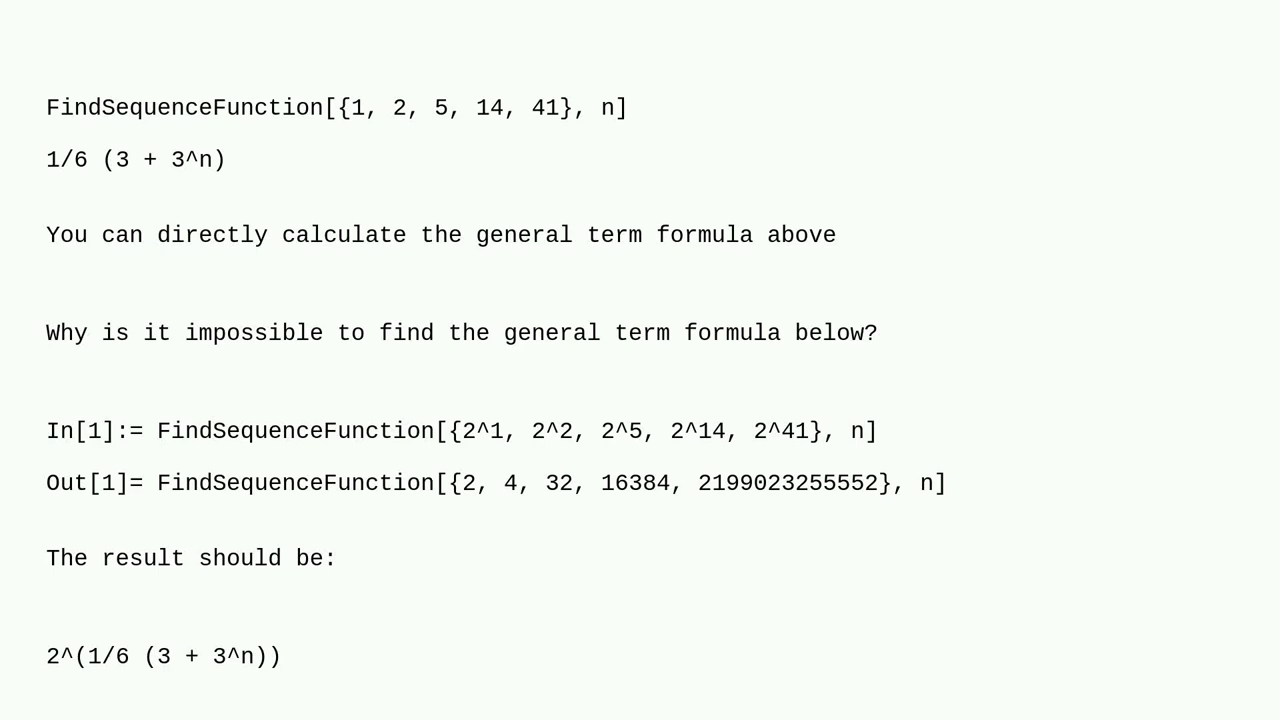 FindSequenceFunction[{1, 2, 5, 14, 41}, n]
1/6 (3 + 3^n)
You can directly calculate the general term formula above
Why is it impossible to find the general term formula below?
In[1]:= FindSequenceFunction[{2^1, 2^2, 2^5, 2^14, 2^41}, n]
Out[1]= FindSequenceFunction[{2, 4, 32, 16384, 2199023255552}, n]
The result should be:
2^(1/6 (3 + 3^n))